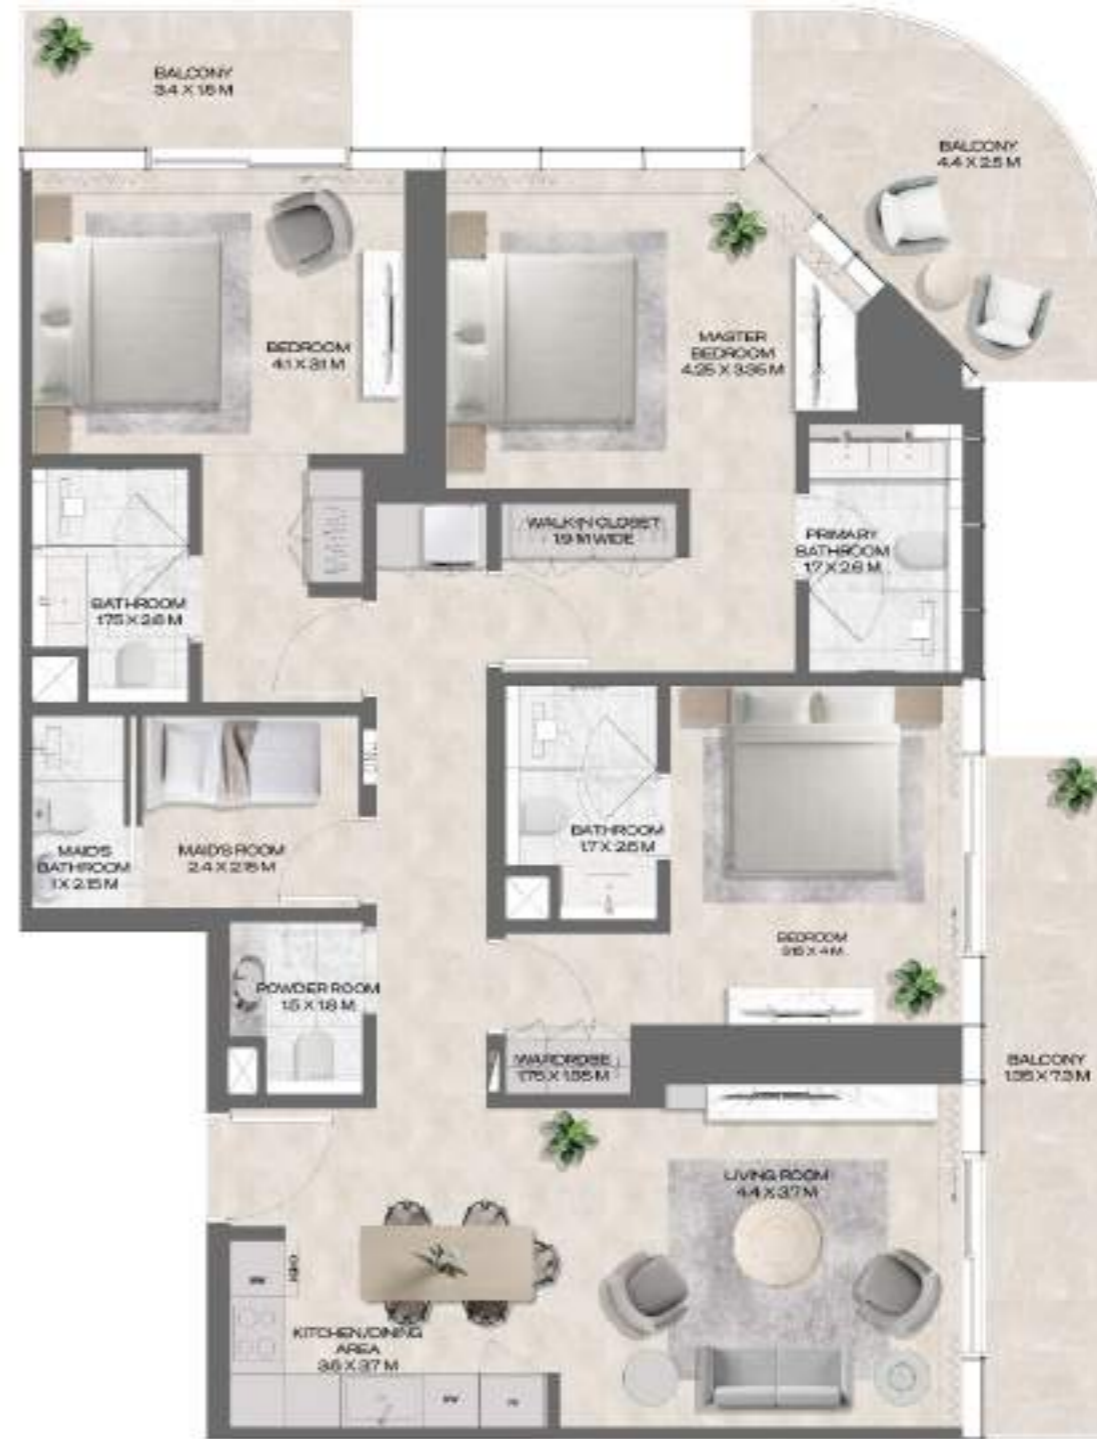 BALCONY
3.4 X 1.6 M
BALCONY
4.4 X 2.5 M
BEDROOM
4.1 X 3.1 M
MASTER
BEDROOM
4.25 X 3.35 M
WALK-IN CLOSET
1.9 M WIDE
PRIMARY
BATHROOM
1.7 X 2.6 M
BATHROOM
1.75 X 2.6 M
BATHROOM
1.7 X 2.6 M
MAID'S
BATHROOM
1 X 2.15 M
MAID'S ROOM
2.4 X 2.15 M
BEDROOM
X 4 M
POWDER ROOM
1.5 X 1.8 M
WARDROBE
1.75 X 1.35 M
BALCONY
1.35 X 7.3 M
LIVING ROOM
4.4 X 3.7 M
KITCHEN/DINING
AREA
3.6 X 3.7 M